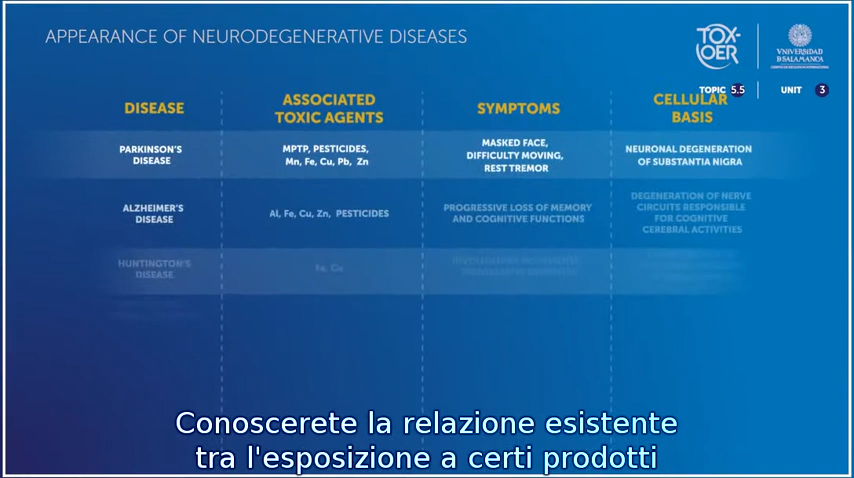 APPEARANCE OF NEURODEGENERATIVE DISEASES
TOX-
OER
VNIVERSIDAD
D SALAMANCA
TOPIC 5.5
UNIT 3
DISEASE
ASSOCIATED
TOXIC AGENTS
SYMPTOMS
CELLULAR
BASIS
PARKINSON'S
DISEASE
MPTP, PESTICIDES,
Mn, Fe, Cu, Pb, Zn
MASKED FACE,
DIFFICULTY MOVING,
REST TREMOR
NEURONAL DEGENERATION
OF SUBSTANTIA NIGRA
ALZHEIMER'S
DISEASE
Al, Fe, Cu, Zn, PESTICIDES
PROGRESSIVE LOSS OF MEMORY
AND COGNITIVE FUNCTIONS
DEGENERATION OF NERVE
CIRCUITS RESPONSIBLE
FOR COGNITIVE
CEREBRAL ACTIVITIES
HUNTINGTON'S
DISEASE
Fe, Cu
Conoscerete la relazione esistente
tra l'esposizione a certi prodotti